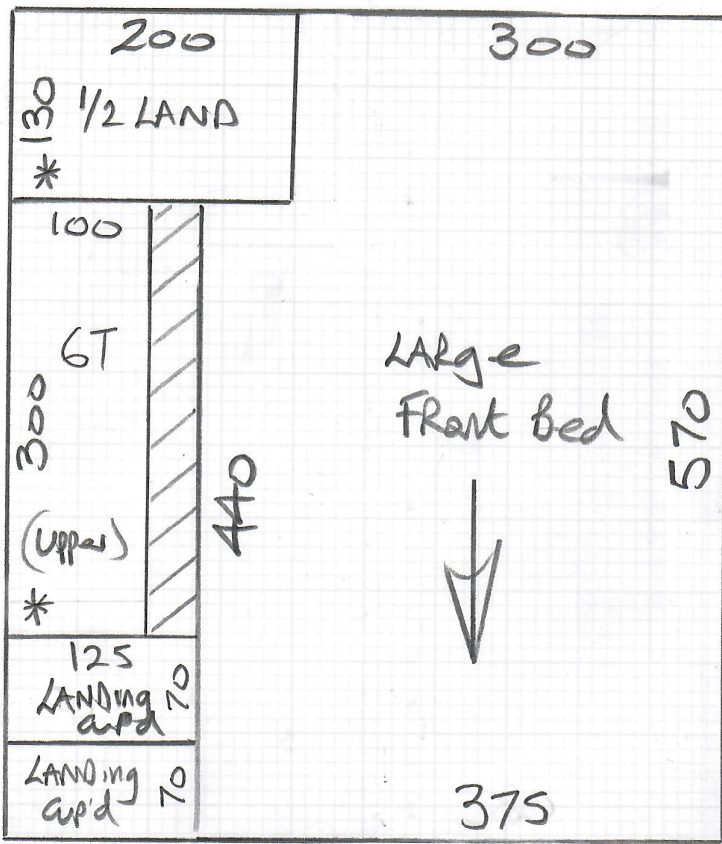 200
300
130
*
1/2 LAND
100
6T
300
(Upper)
*
440
LARge
FRont Bed
570
125
LANDing
cup'd
70
LANDing
cup'd
70
375